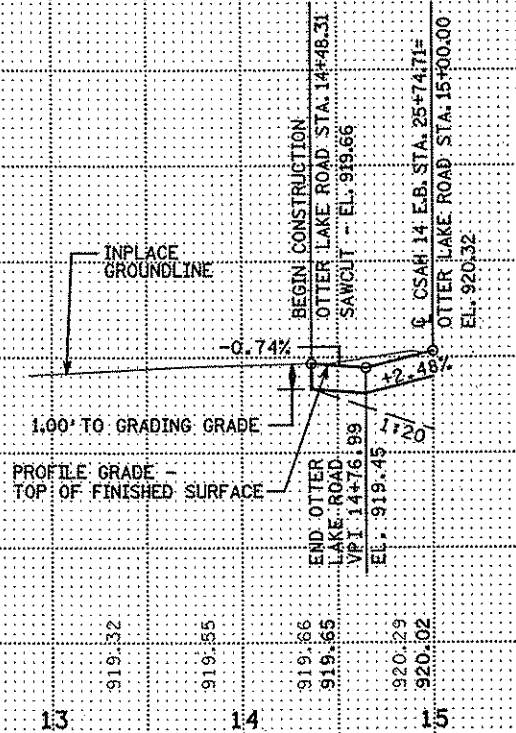 BEGIN CONSTRUCTION
OTTER LAKE ROAD STA. 14+48.31
SAWCUT - EL. 919.66
℄ CSAH 14 E.B. STA. 25+74.71=
OTTER LAKE ROAD STA. 15+00.00
EL. 920.32
INPLACE
GROUNDLINE
-0.74%
+2.48%
1.00' TO GRADING GRADE
1:20
PROFILE GRADE -
TOP OF FINISHED SURFACE
END OTTER
LAKE ROAD
VPI 14+76.99
EL. 919.45
919.32
919.55
919.66
919.65
920.29
920.02
13
14
15